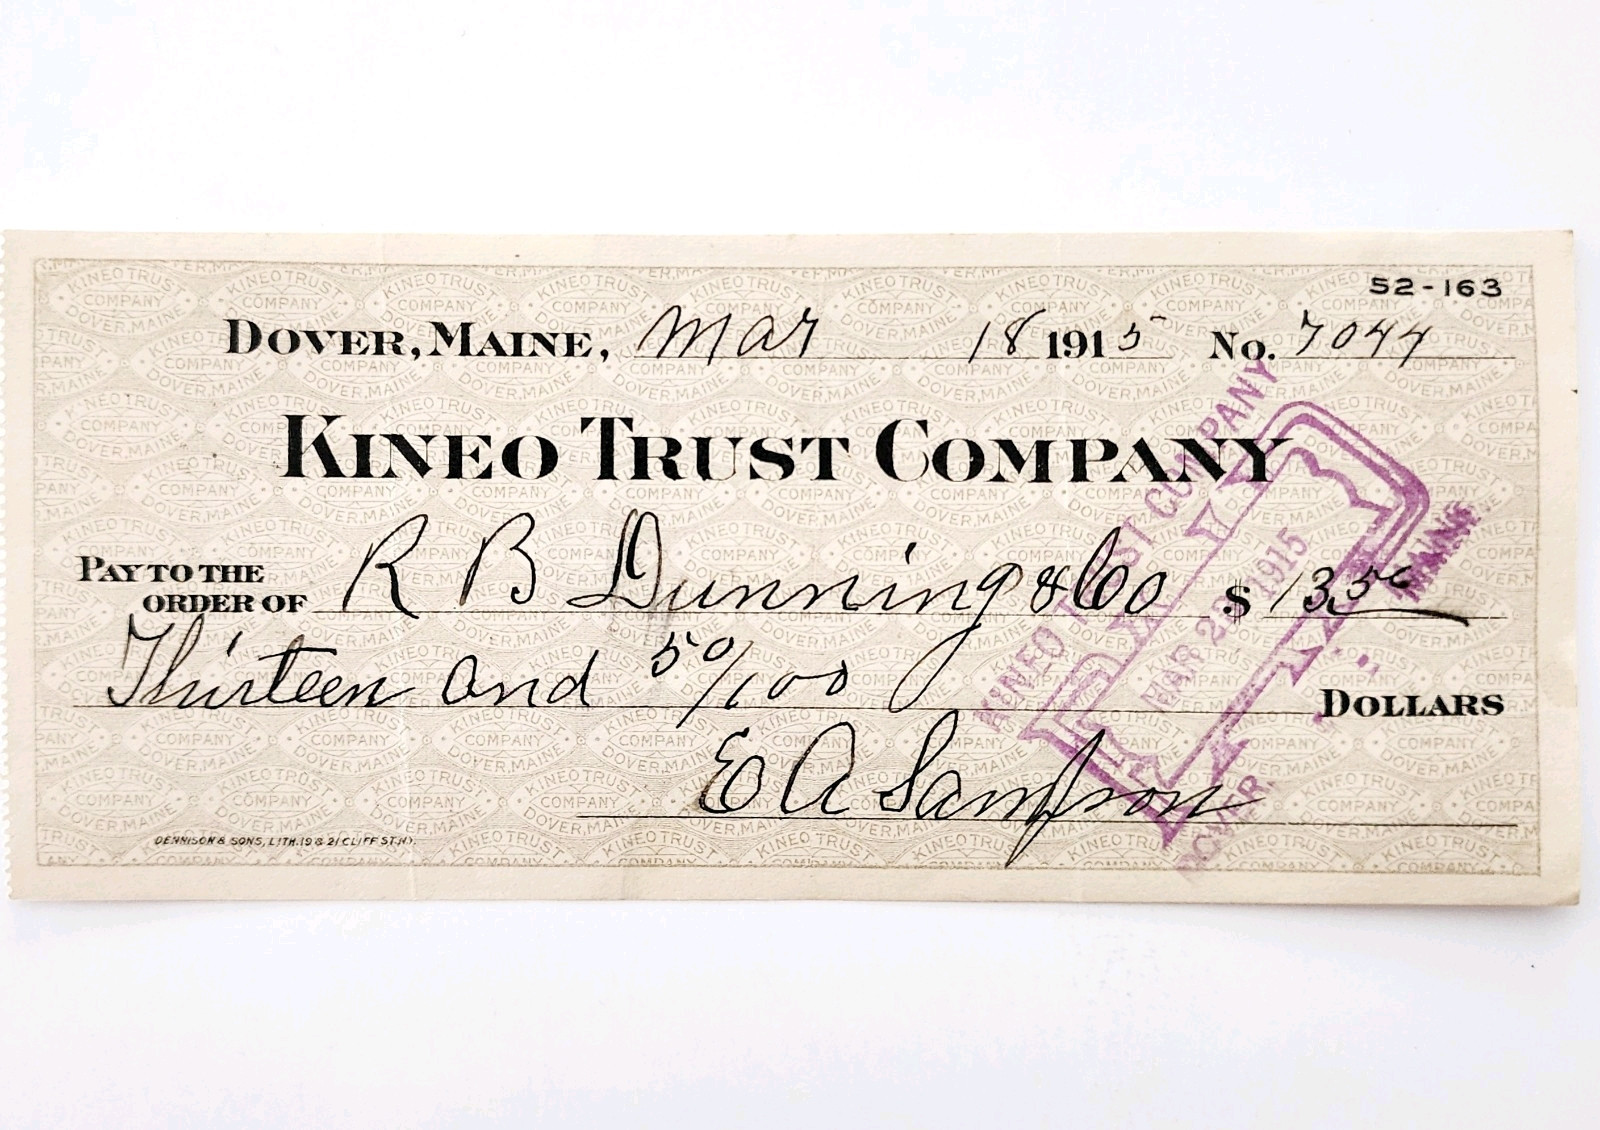 52-163
DOVER, MAINE, Mar 18 1915 No. 7044
KINEO TRUST COMPANY
PAY TO THE ORDER OF R B Dunning & Co $ 13.50
Thirteen and 50/100 DOLLARS
E A Sampson
DENNISON & SONS, LITH. 19 & 21 CLIFF ST. N.Y.
KINEO TRUST COMPANY
PAID
MAR 1915
DOVER, MAINE